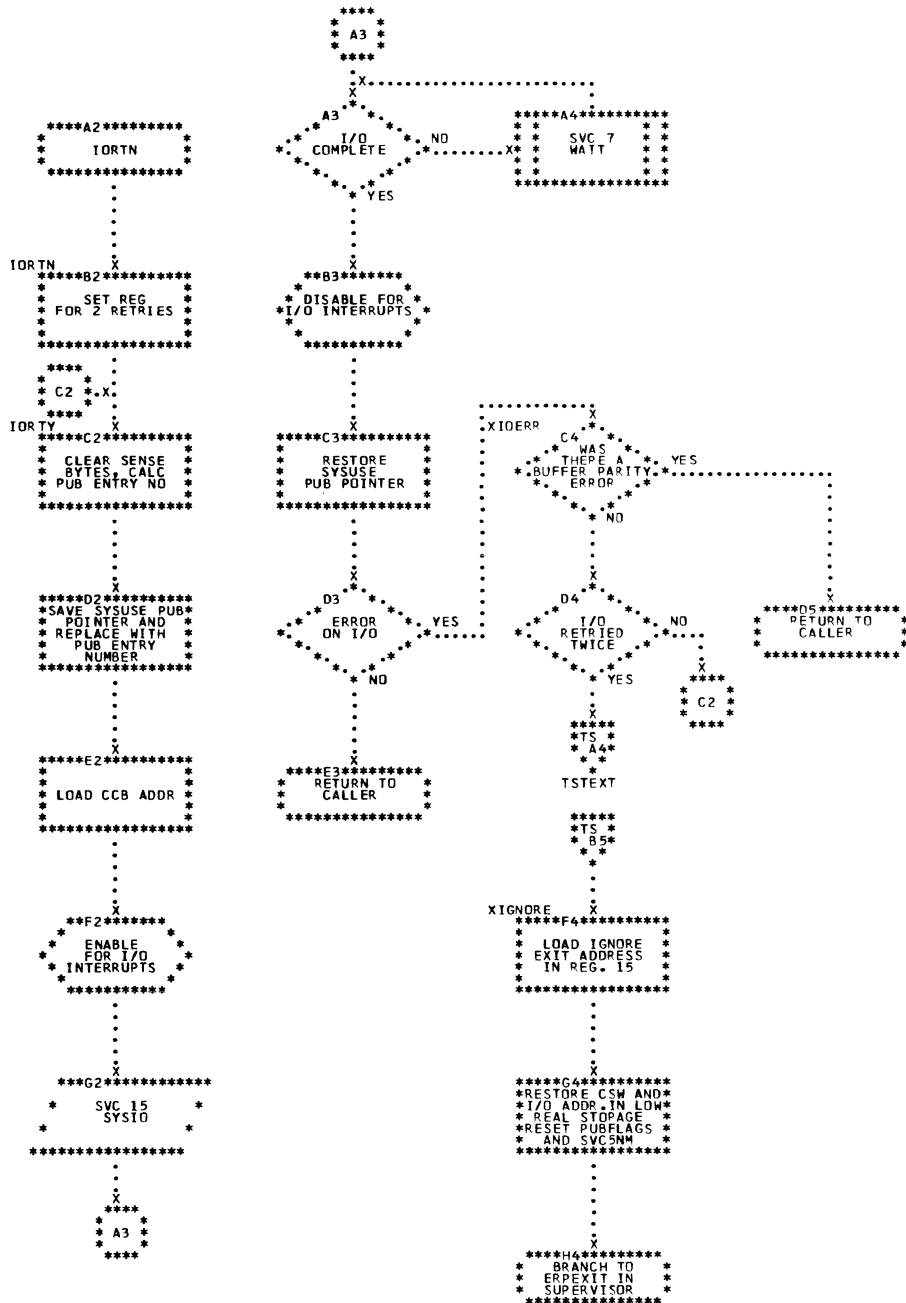 A3
A2
IORTN
A3
I/O
COMPLETE
NO
YES
A4
SVC 7
WATT
IORTN
B2
SET REG
FOR 2 RETRIES
B3
DISABLE FOR
I/O INTERRUPTS
C2
IORTY
C2
CLEAR SENSE
BYTES, CALC
PUB ENTRY NO
C3
RESTORE
SYSUSE
PUB POINTER
XIOERR
C4
WAS
THEPE A
BUFFER PARITY
ERROR
YES
NO
D2
SAVE SYSUSE PUB
POINTER AND
REPLACE WITH
PUB ENTRY
NUMBER
D3
ERROR
ON I/O
YES
NO
D4
I/O
RETRIED
TWICE
NO
YES
D5
RETURN TO
CALLER
C2
TS
A4
TSTEXT
E2
LOAD CCB ADDR
E3
RETURN TO
CALLER
TS
B5
F2
ENABLE
FOR I/O
INTERRUPTS
XIGNORE
F4
LOAD IGNORE
EXIT ADDRESS
IN REG. 15
G2
SVC 15
SYSIO
G4
RESTORE CSW AND
I/O ADDR.IN LOW
REAL STOPAGE
RESET PUBFLAGS
AND SVC5NM
A3
H4
BRANCH TO
ERPEXIT IN
SUPERVISOR